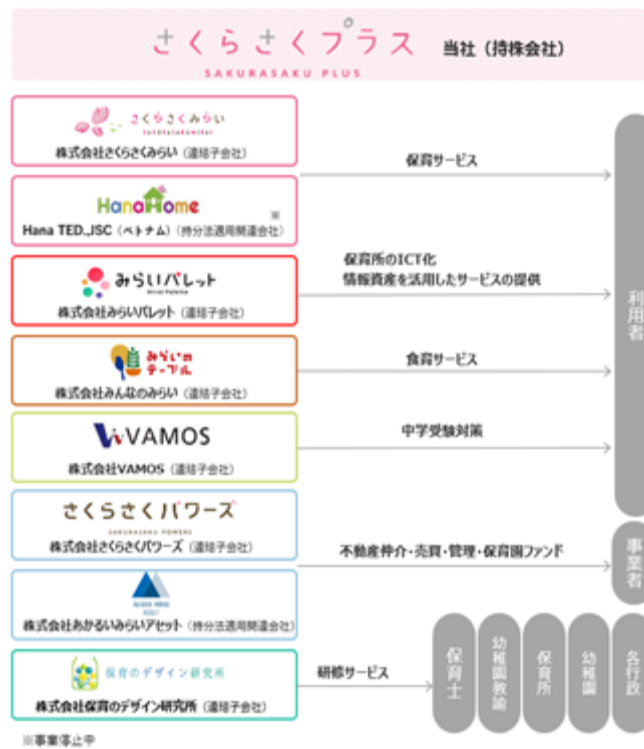 さくらさくプラス 当社（持株会社）
SAKURASAKU PLUS
さくらさくみらい
株式会社さくらさくみらい（連結子会社）
保育サービス
HanaHome
※
Hana TED.,JSC（ベトナム）（持分法適用関連会社）
みらいパレット
Mirai Palette
株式会社みらいパレット（連結子会社）
保育所のICT化
情報資産を活用したサービスの提供
みらいの
テーブル
株式会社みんなのみらい（連結子会社）
食育サービス
VAMOS
株式会社VAMOS（連結子会社）
中学受験対策
利用者
さくらさくパワーズ
SAKURASAKU POWERS
株式会社さくらさくパワーズ（連結子会社）
不動産仲介・売買・管理・保育園ファンド
事業者
株式会社あかるいみらいアセット（持分法適用関連会社）
保育のデザイン研究所
株式会社保育のデザイン研究所（連結子会社）
研修サービス
保育士
幼稚園教諭
保育所
幼稚園
各行政
※事業停止中